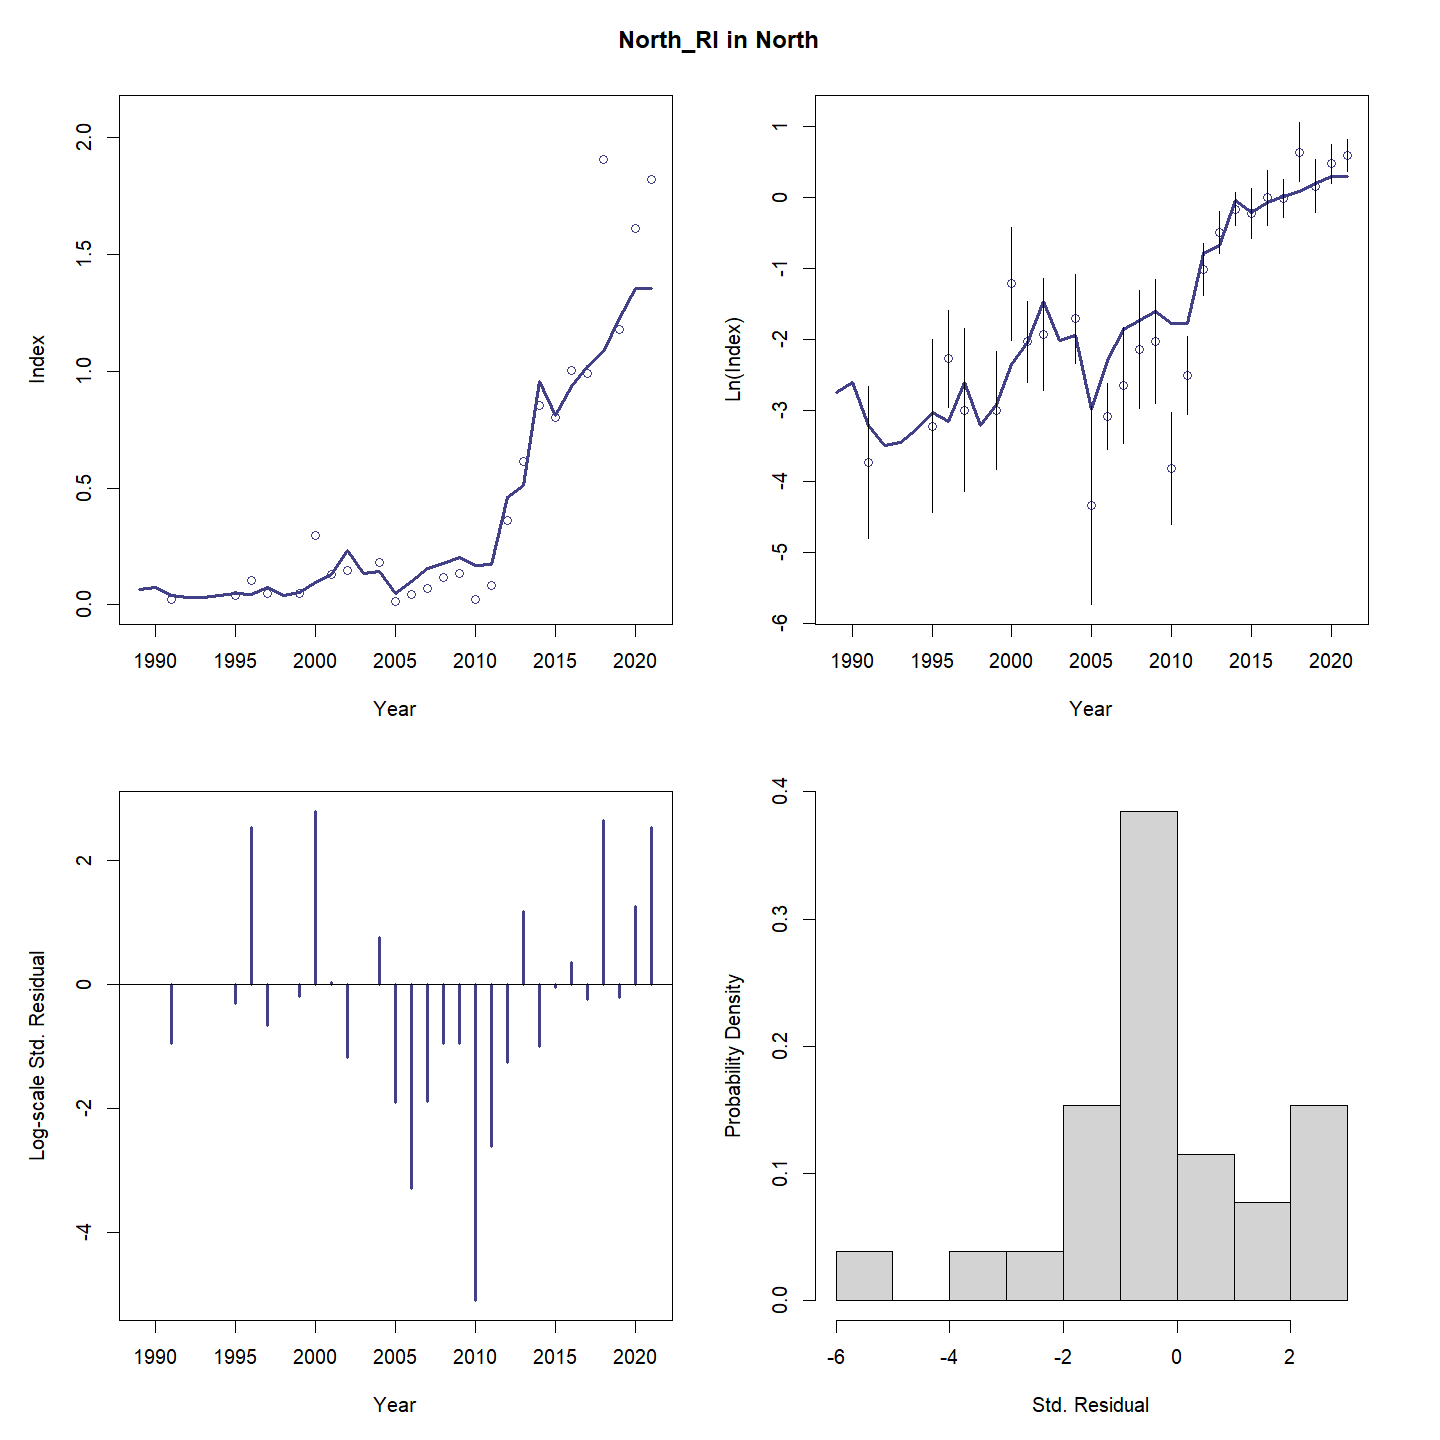 North_RI in North
Index
2.0
1.5
1.0
0.5
0.0
1990 1995 2000 2005 2010 2015 2020
Year
Ln(Index)
1
0
-1
-2
-3
-4
-5
-6
1990 1995 2000 2005 2010 2015 2020
Year
Log-scale Std. Residual
2
0
-2
-4
1990 1995 2000 2005 2010 2015 2020
Year
Probability Density
0.4
0.3
0.2
0.1
0.0
-6 -4 -2 0 2
Std. Residual